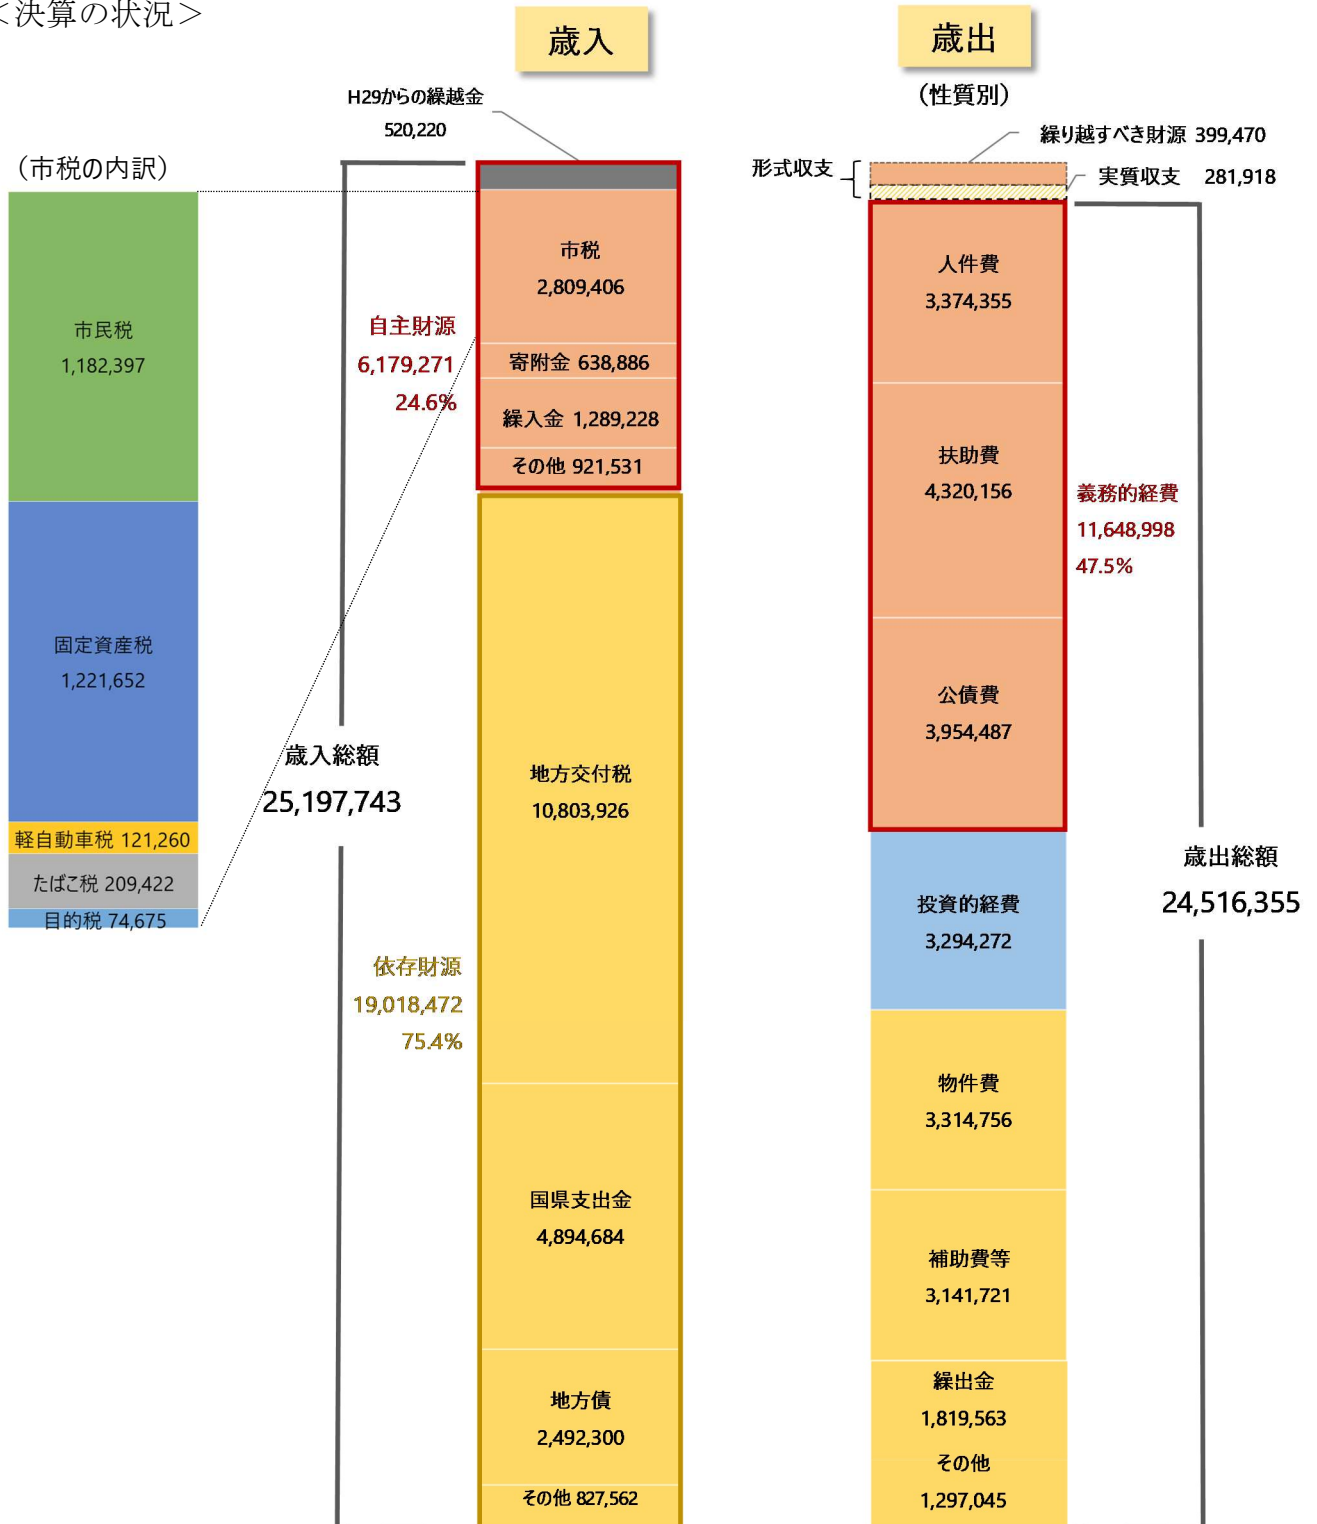 ＜決算の状況＞
歳入
歳出
（性質別）
H29からの繰越金
520,220
繰り越すべき財源 399,470
形式収支
実質収支 281,918
（市税の内訳）
市民税
1,182,397
固定資産税
1,221,652
軽自動車税 121,260
たばこ税 209,422
目的税 74,675
自主財源
6,179,271
24.6%
歳入総額
25,197,743
依存財源
19,018,472
75.4%
市税
2,809,406
寄附金 638,886
繰入金 1,289,228
その他 921,531
地方交付税
10,803,926
国県支出金
4,894,684
地方債
2,492,300
その他 827,562
人件費
3,374,355
扶助費
4,320,156
公債費
3,954,487
義務的経費
11,648,998
47.5%
投資的経費
3,294,272
物件費
3,314,756
補助費等
3,141,721
繰出金
1,819,563
その他
1,297,045
歳出総額
24,516,355